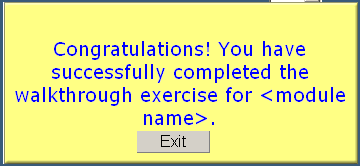 Congratulations! You have
successfully completed the
walkthrough exercise for <module
name>.
Exit